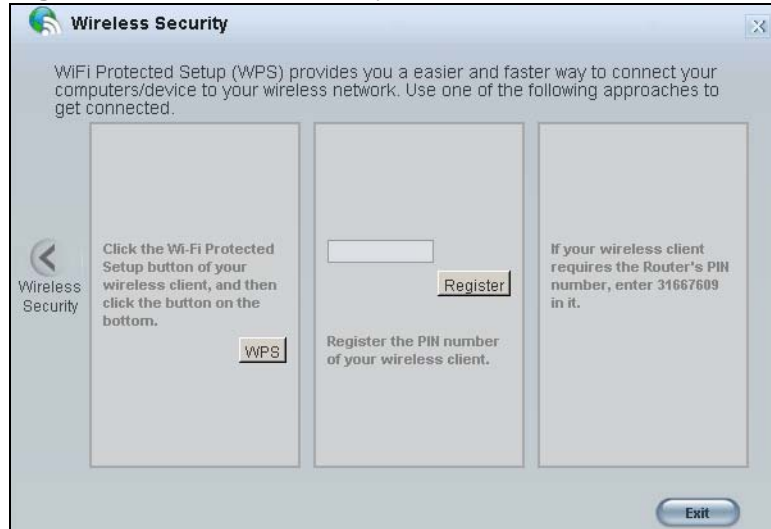 Wireless Security
WiFi Protected Setup (WPS) provides you a easier and faster way to connect your
computers/device to your wireless network. Use one of the following approaches to
get connected.
Wireless
Security
Click the Wi-Fi Protected
Setup button of your
wireless client, and then
click the button on the
bottom.
WPS
Register
Register the PIN number
of your wireless client.
If your wireless client
requires the Router's PIN
number, enter 31667609
in it.
Exit